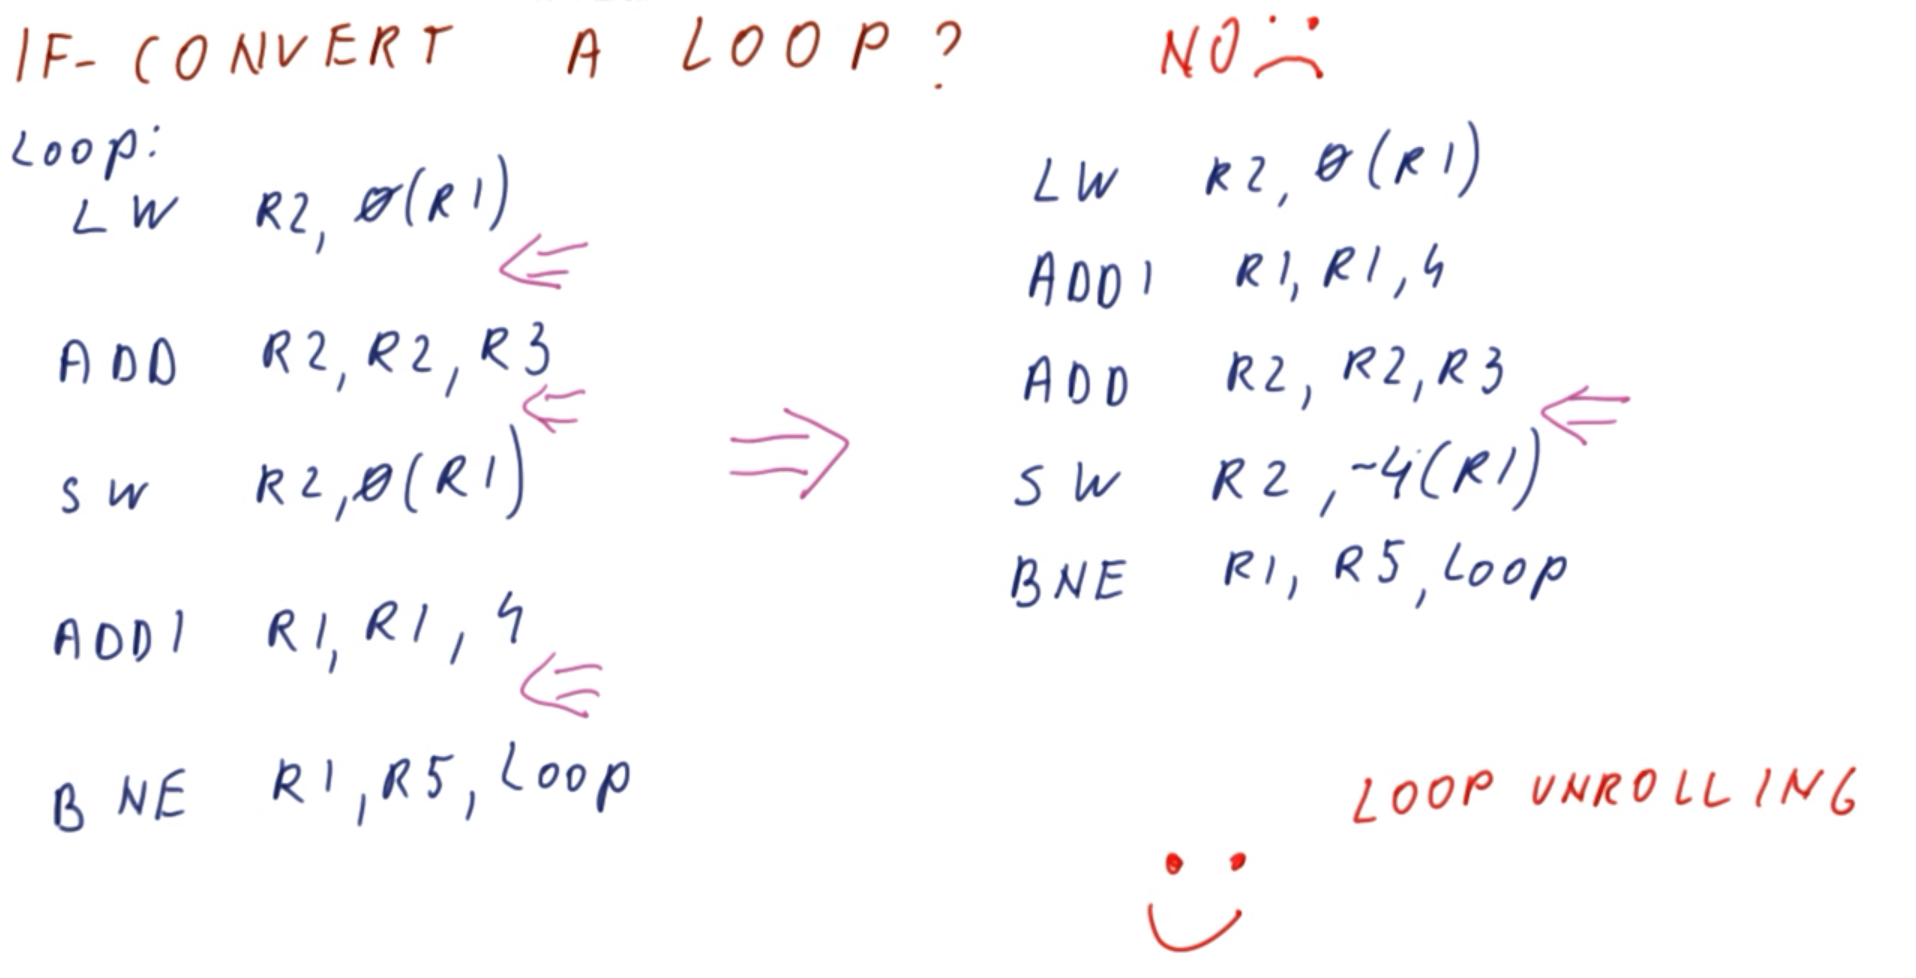 IF-CONVERT A LOOP? NO
Loop:
LW R2, 0(R1)
ADD R2, R2, R3
SW R2, 0(R1)
ADDI R1, R1, 4
BNE R1, R5, Loop
LW R2, 0(R1)
ADDI R1, R1, 4
ADD R2, R2, R3
SW R2, -4(R1)
BNE R1, R5, Loop
LOOP UNROLLING